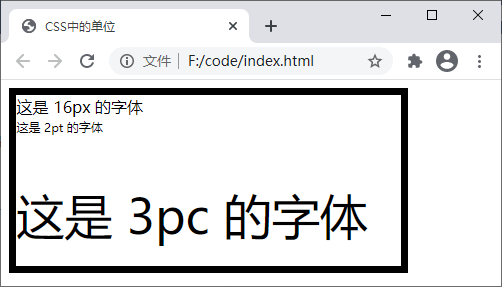 CSS中的单位
文件
F:/code/index.html
这是 16px 的字体
这是 2pt 的字体
这是 3pc 的字体